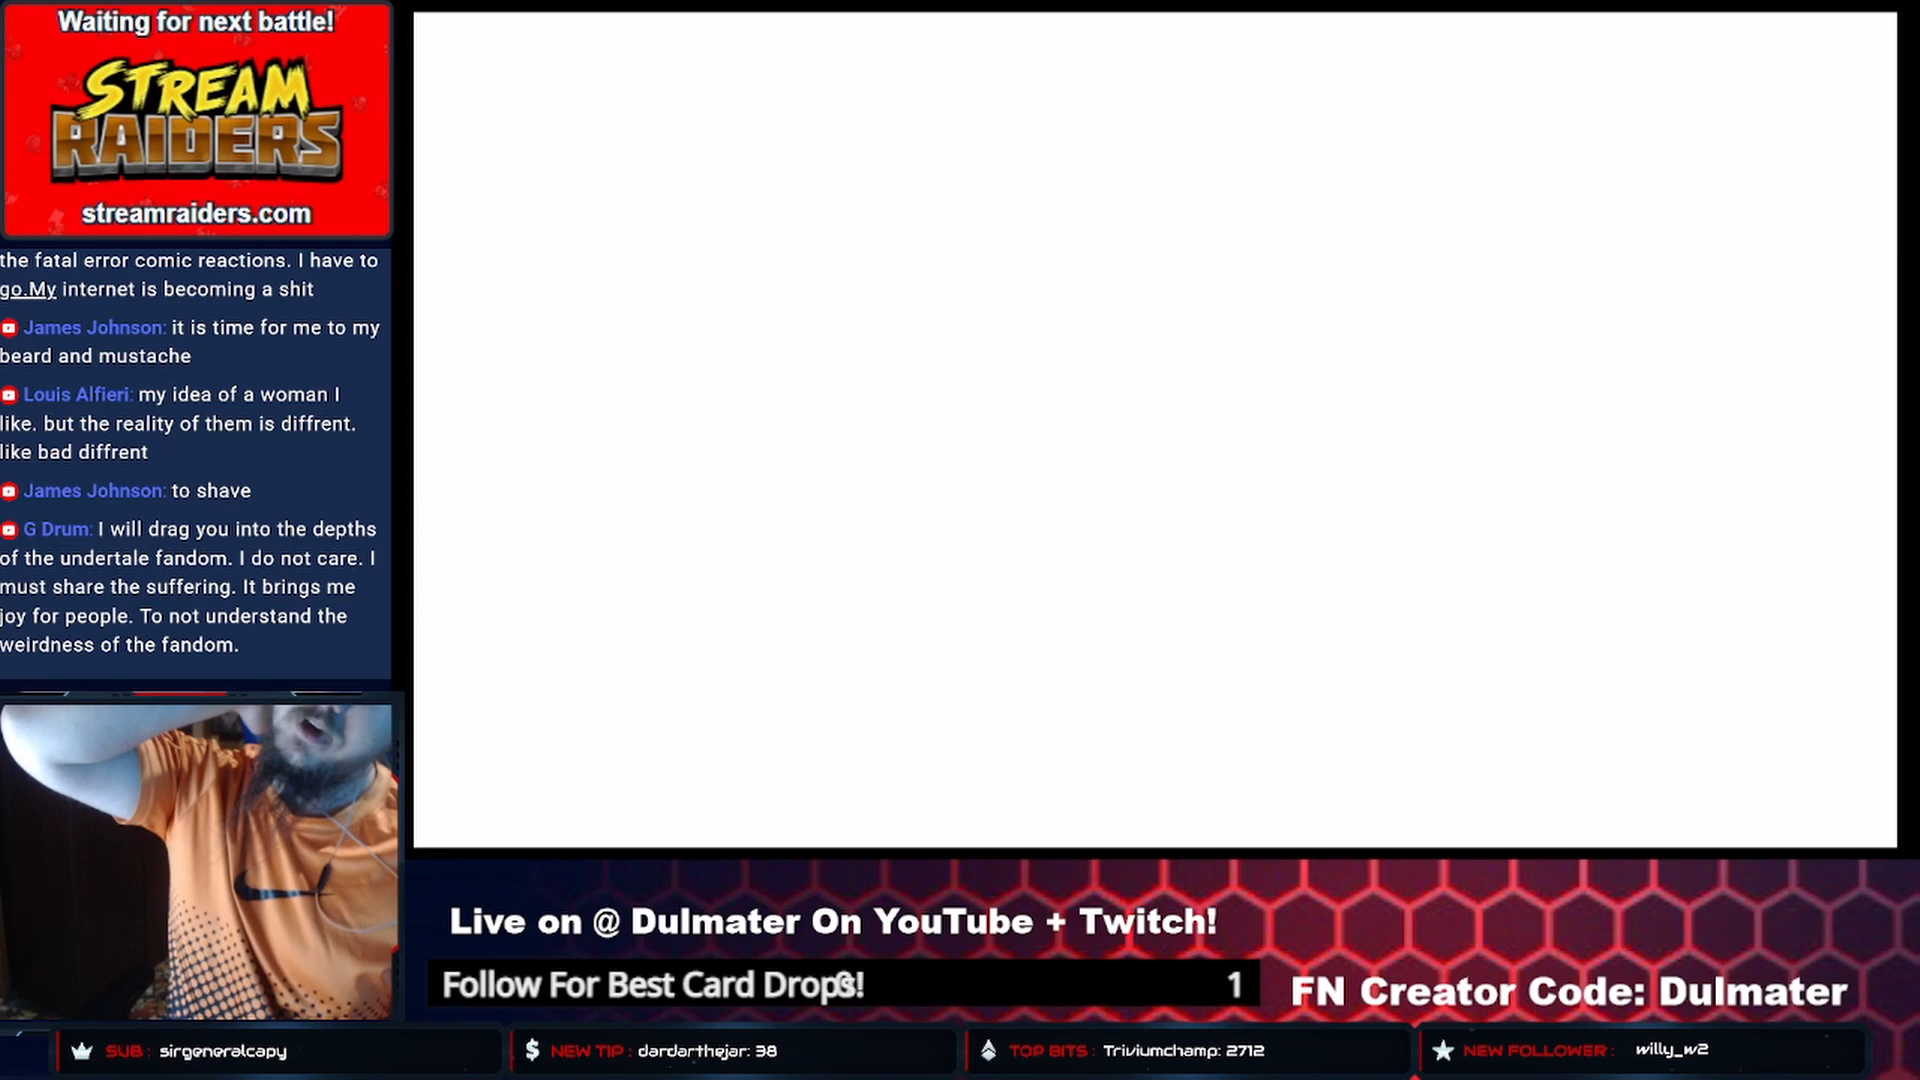 Waiting for next battle!
STREAM
RAIDERS
streamraiders.com
the fatal error comic reactions. I have to
go.My internet is becoming a shit
James Johnson: it is time for me to my
beard and mustache
Louis Alfieri: my idea of a woman I
like. but the reality of them is diffrent.
like bad diffrent
James Johnson: to shave
G Drum: I will drag you into the depths
of the undertale fandom. I do not care. I
must share the suffering. It brings me
joy for people. To not understand the
weirdness of the fandom.
Live on @ Dulmater On YouTube + Twitch!
Follow For Best Card Drops! 1
FN Creator Code: Dulmater
SUB: sirgeneralcapy
$ NEW TIP: dardarthejar: 38
TOP BITS: Triviumchamp: 2712
NEW FOLLOWER: willy_w2